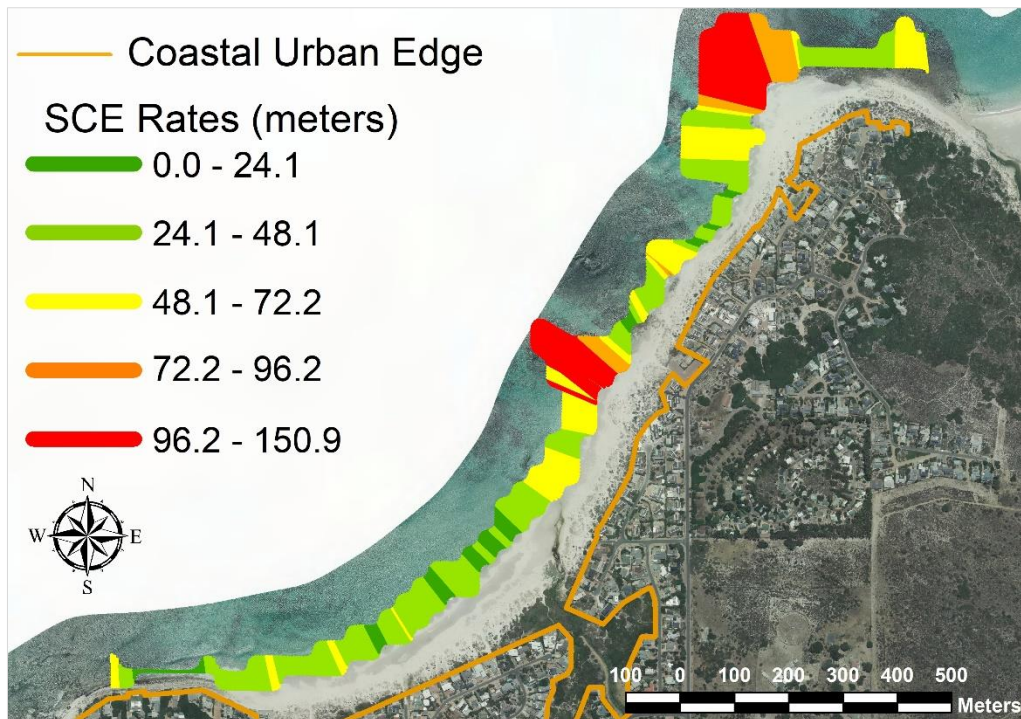 Coastal Urban Edge
SCE Rates (meters)
0.0 - 24.1
24.1 - 48.1
48.1 - 72.2
72.2 - 96.2
96.2 - 150.9
N
W E
S
100 0 100 200 300 400 500
Meters